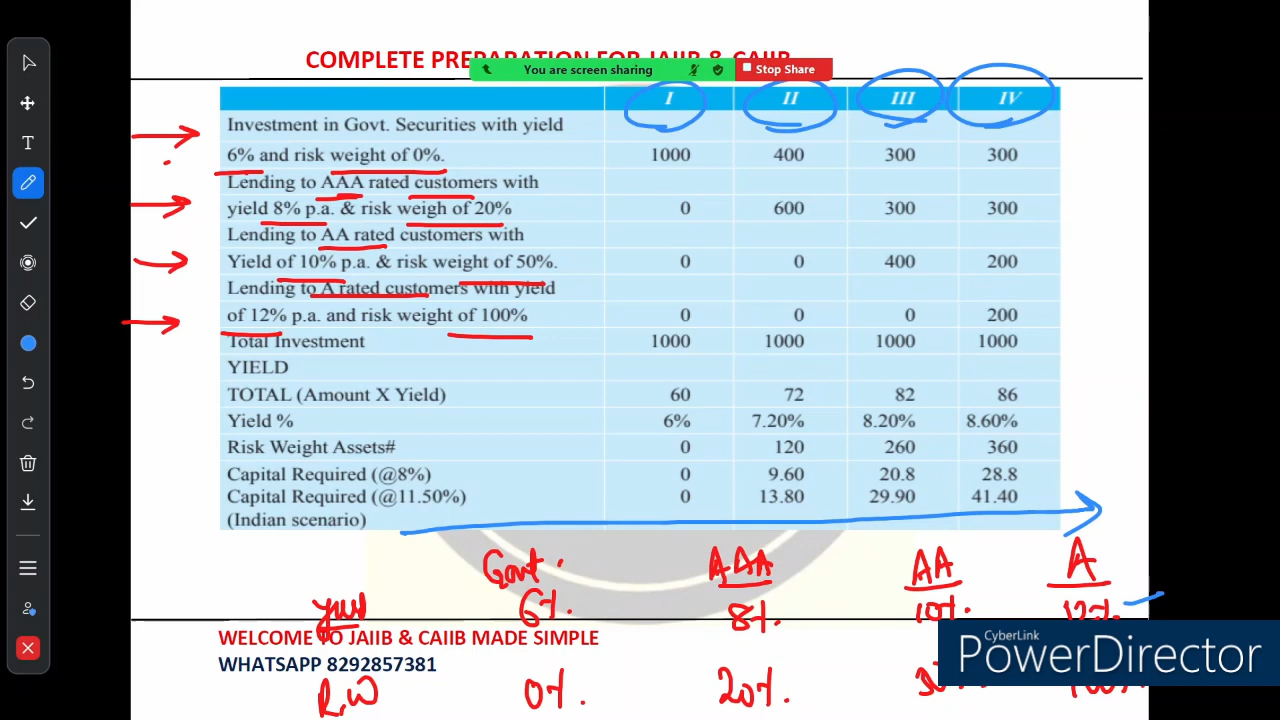 COMPLETE PREPARATION FOR JAIIB & CAIIB
You are screen sharing Stop Share
I II III IV
Investment in Govt. Securities with yield
6% and risk weight of 0%. 1000 400 300 300
Lending to AAA rated customers with
yield 8% p.a. & risk weigh of 20% 0 600 300 300
Lending to AA rated customers with
Yield of 10% p.a. & risk weight of 50%. 0 0 400 200
Lending to A rated customers with yield
of 12% p.a. and risk weight of 100% 0 0 0 200
Total Investment 1000 1000 1000 1000
YIELD
TOTAL (Amount X Yield) 60 72 82 86
Yield % 6% 7.20% 8.20% 8.60%
Risk Weight Assets# 0 120 260 360
Capital Required (@8%) 0 9.60 20.8 28.8
Capital Required (@11.50%) 0 13.80 29.90 41.40
(Indian scenario)
Govt. AAA AA A
6%. 8%. 10%. 12%.
WELCOME TO JAIIB & CAIIB MADE SIMPLE
WHATSAPP 8292857381
R.W 0%. 20%.
CyberLink
PowerDirector